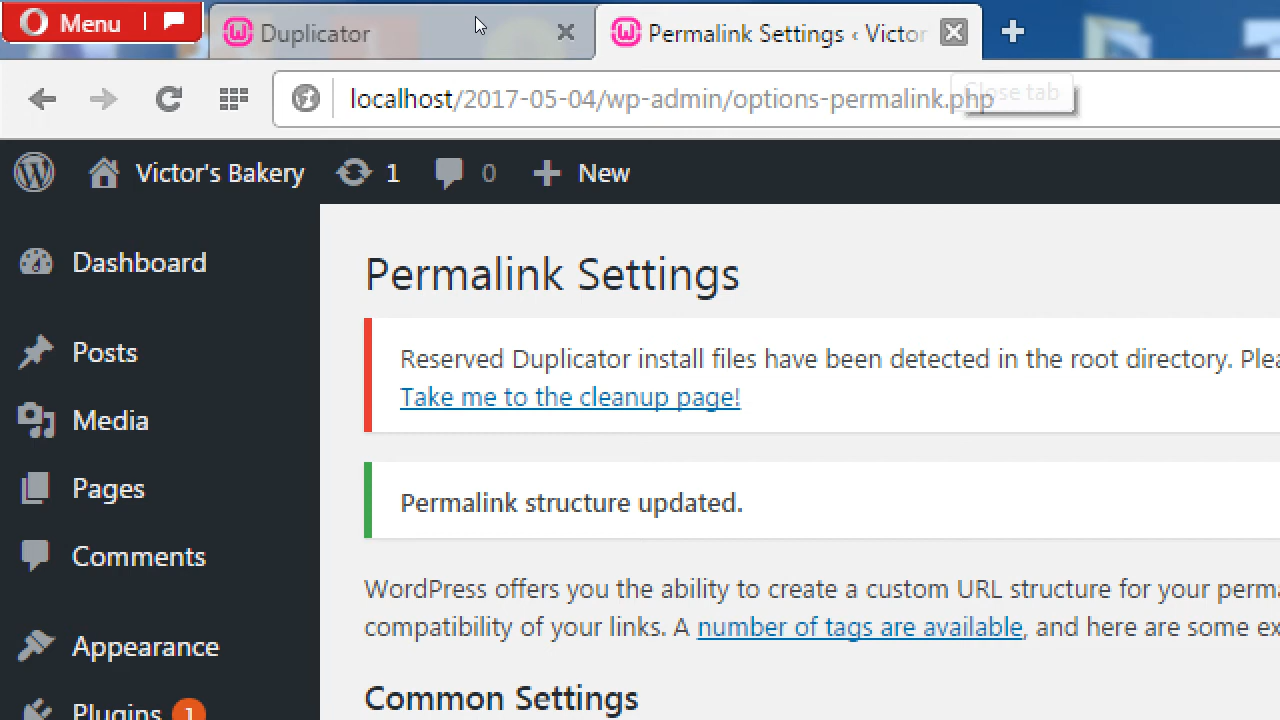 Menu
Duplicator
Permalink Settings ‹ Victor
localhost/2017-05-04/wp-admin/options-permalink.php
Close tab
Victor's Bakery
1
0
New
Dashboard
Posts
Media
Pages
Comments
Appearance
Plugins 1
Permalink Settings
Reserved Duplicator install files have been detected in the root directory.
Take me to the cleanup page!
Permalink structure updated.
WordPress offers you the ability to create a custom URL structure for your
compatibility of your links. A number of tags are available, and here are some
Common Settings